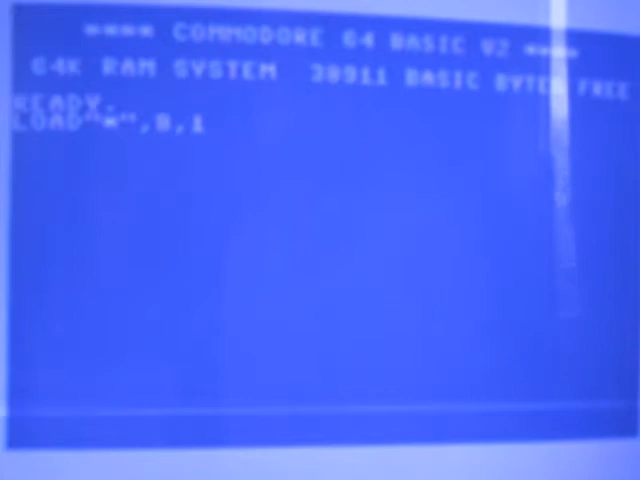 **** COMMODORE 64 BASIC V2 ****
64K RAM SYSTEM 38911 BASIC BYTES FREE
READY.
LOAD"*",8,1